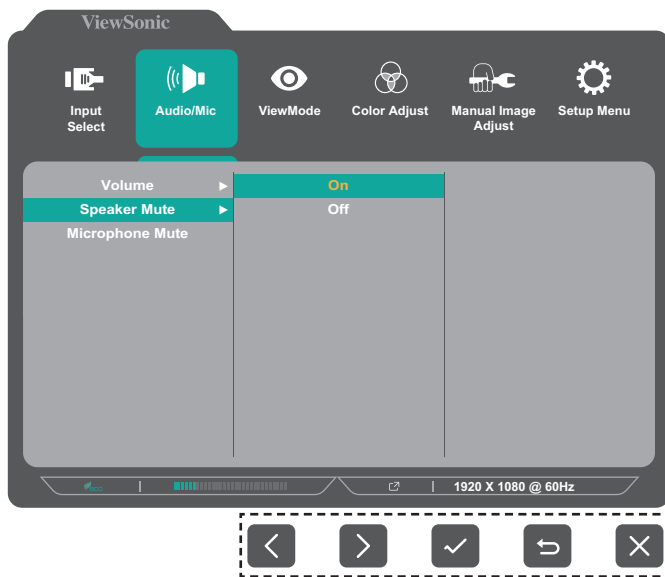 ViewSonic
Input Select
Audio/Mic
ViewMode
Color Adjust
Manual Image Adjust
Setup Menu
Volume
On
Speaker Mute
Off
Microphone Mute
eco
1920 X 1080 @ 60Hz